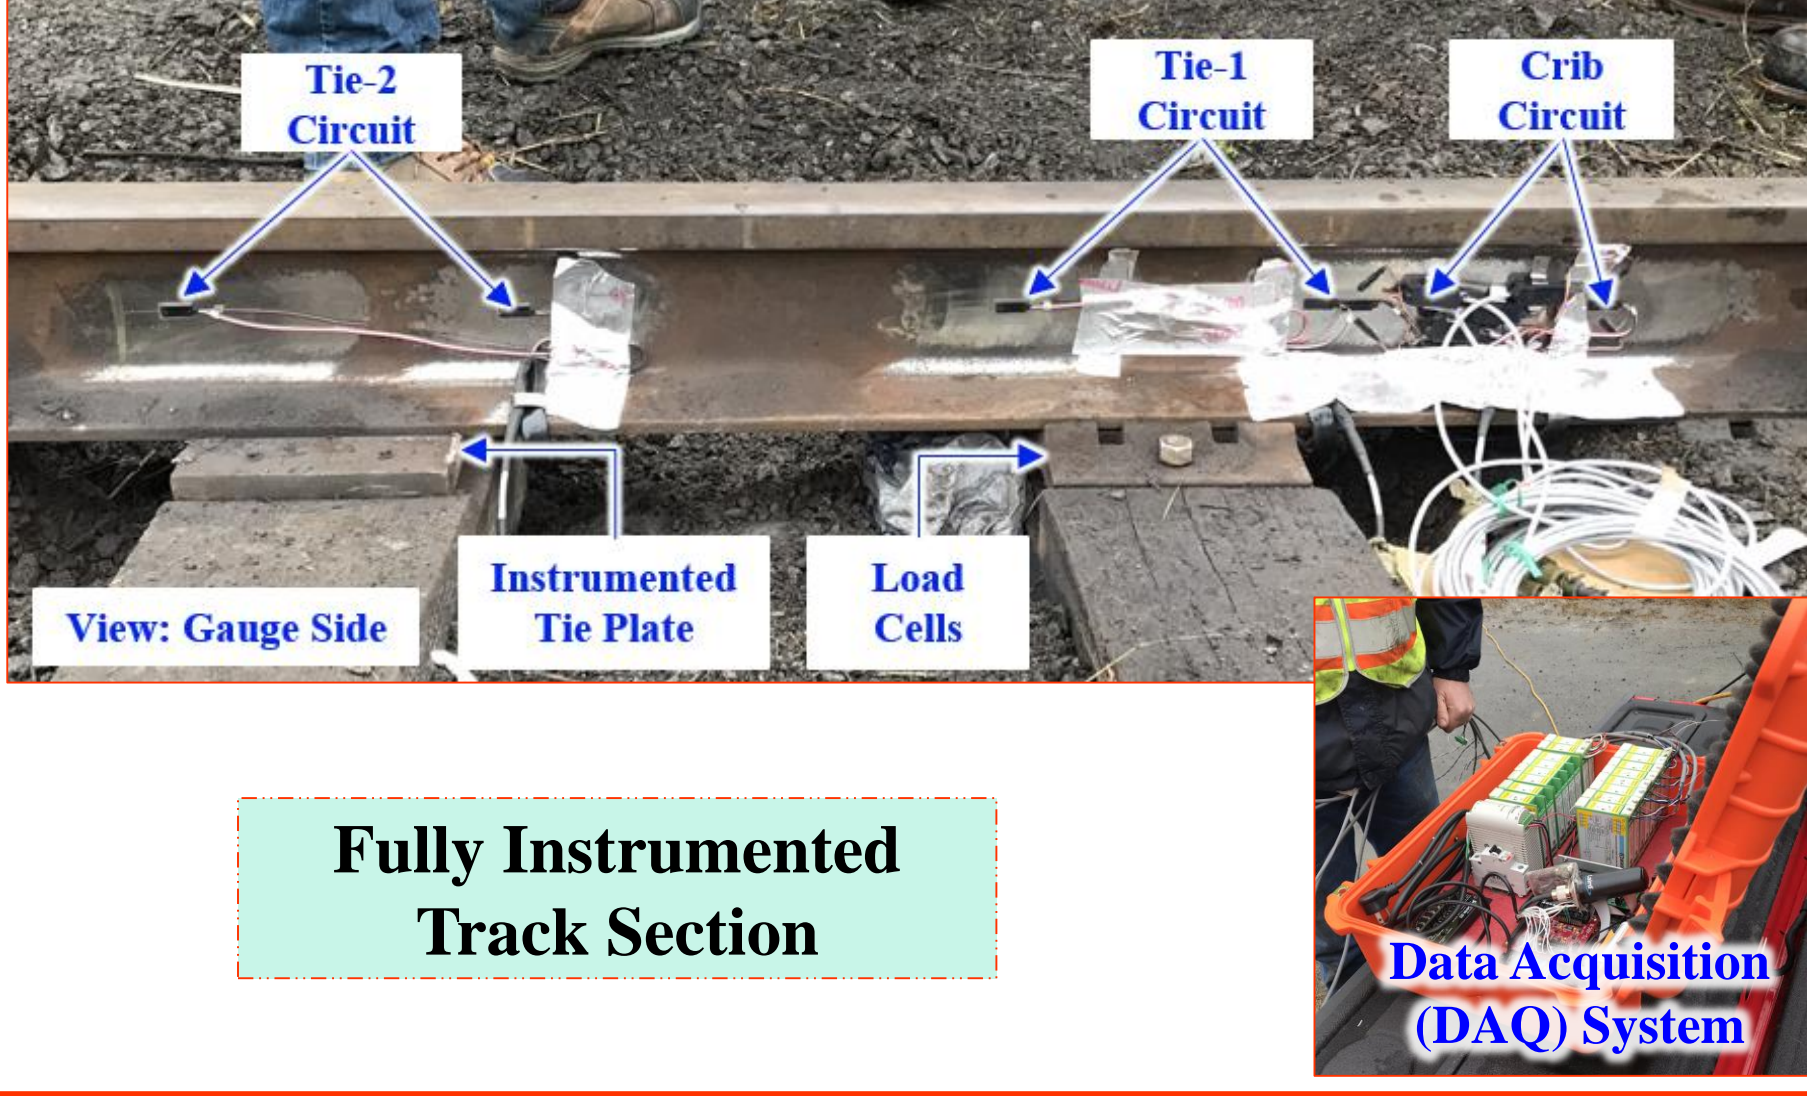 Tie-2
Circuit
Tie-1
Circuit
Crib
Circuit
Instrumented
Tie Plate
Load
Cells
View: Gauge Side
Fully Instrumented
Track Section
Data Acquisition
(DAQ) System